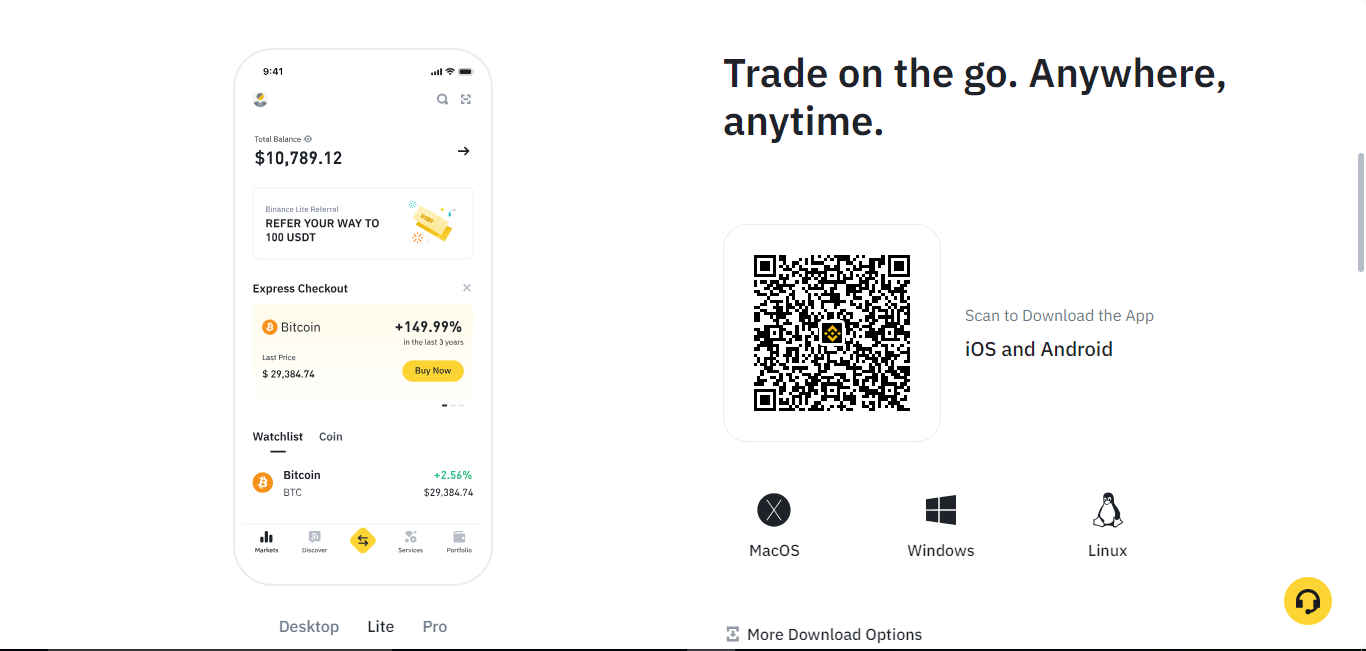 9:41
Total Balance
$10,789.12
Binance Lite Referral
REFER YOUR WAY TO
100 USDT
Express Checkout
Bitcoin
+149.99%
in the last 3 years
Last Price
$ 29,384.74
Buy Now
Watchlist Coin
Bitcoin +2.56%
BTC $29,384.74
Markets Discover Services Portfolio
Desktop Lite Pro
Trade on the go. Anywhere,
anytime.
Scan to Download the App
iOS and Android
MacOS Windows Linux
More Download Options